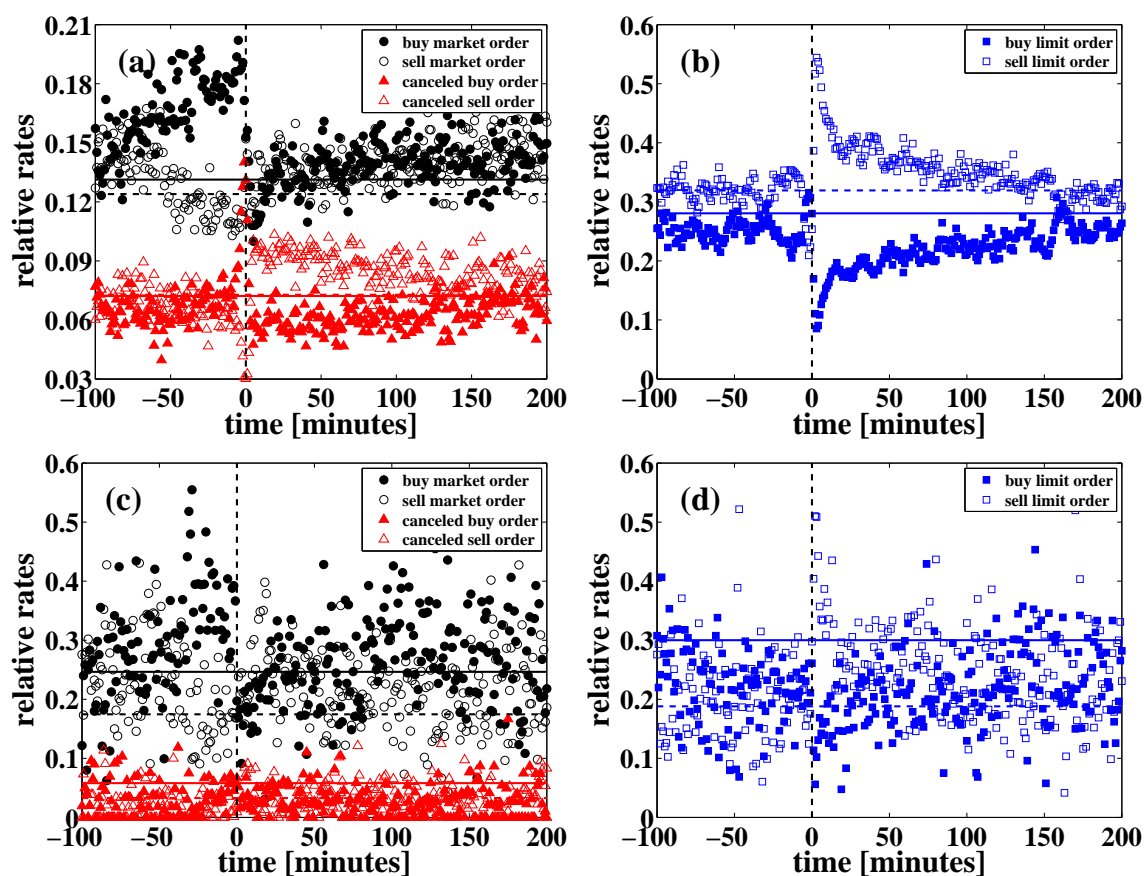 0.21
0.18
0.15
0.12
0.09
0.06
0.03
relative rates
(a)
buy market order
sell market order
canceled buy order
canceled sell order
−100 −50 0 50 100 150 200
time [minutes]
0.6
0.5
0.4
0.3
0.2
0.1
0
relative rates
(b)
buy limit order
sell limit order
−100 −50 0 50 100 150 200
time [minutes]
0.6
0.5
0.4
0.3
0.2
0.1
0
relative rates
(c)
buy market order
sell market order
canceled buy order
canceled sell order
−100 −50 0 50 100 150 200
time [minutes]
0.6
0.5
0.4
0.3
0.2
0.1
0
relative rates
(d)
buy limit order
sell limit order
−100 −50 0 50 100 150 200
time [minutes]